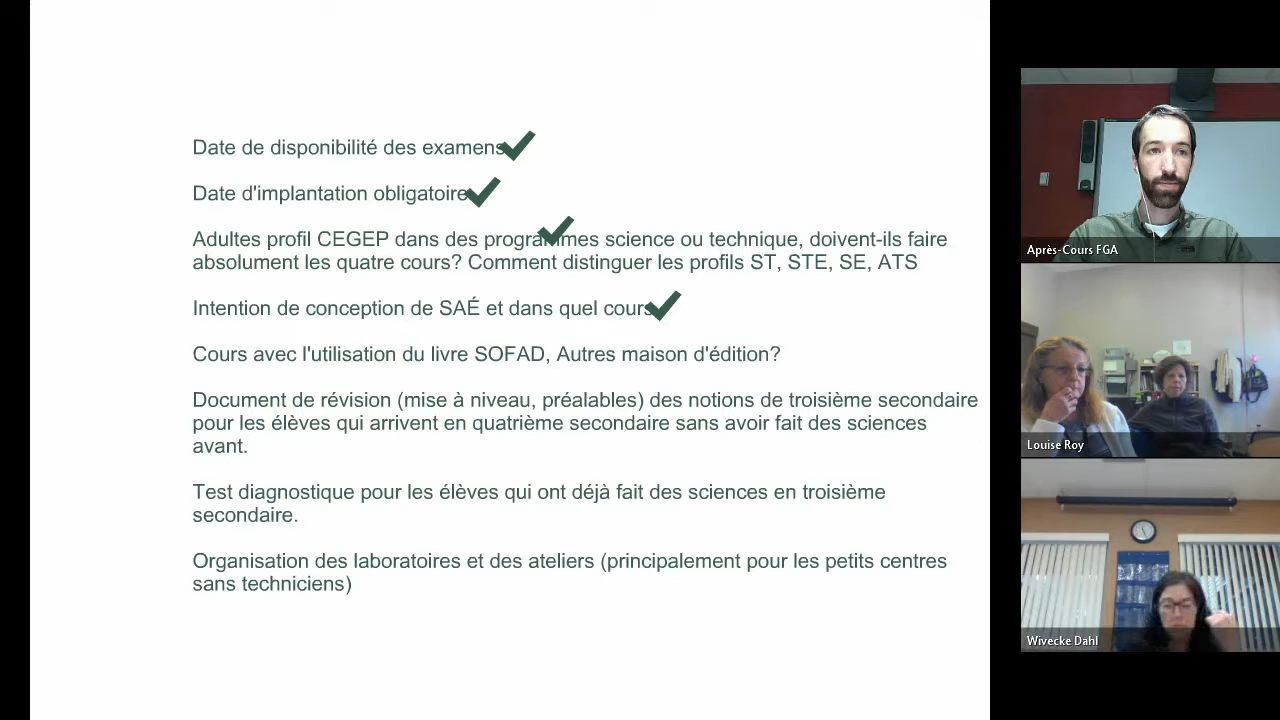 Date de disponibilité des examens
Date d'implantation obligatoire
Adultes profil CEGEP dans des programmes science ou technique, doivent-ils faire
absolument les quatre cours? Comment distinguer les profils ST, STE, SE, ATS
Intention de conception de SAÉ et dans quel cours
Cours avec l'utilisation du livre SOFAD, Autres maison d'édition?
Document de révision (mise à niveau, préalables) des notions de troisième secondaire
pour les élèves qui arrivent en quatrième secondaire sans avoir fait des sciences
avant.
Test diagnostique pour les élèves qui ont déjà fait des sciences en troisième
secondaire.
Organisation des laboratoires et des ateliers (principalement pour les petits centres
sans techniciens)
Après-Cours FGA
Louise Roy
Wivecke Dahl